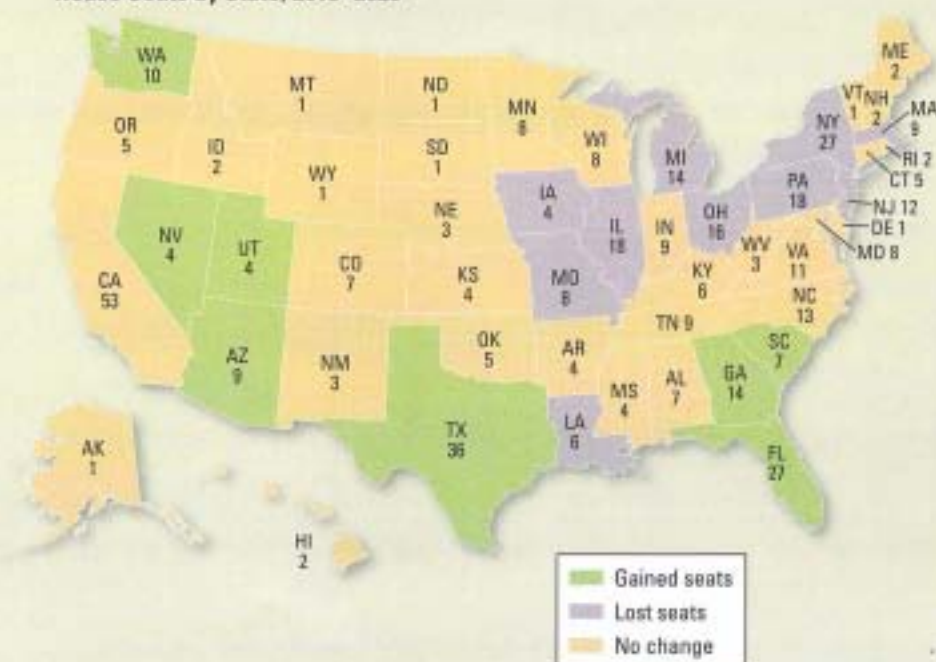 WA
10
MT
1
ND
1
MN
8
ME
2
VT
1
NH
2
MA
9
OR
5
ID
2
SD
1
WI
8
MI
14
NY
27
RI 2
CT 5
WY
1
IA
4
PA
18
NJ 12
DE 1
MD 8
NV
4
UT
4
NE
3
IL
18
IN
9
OH
16
WV
3
VA
11
CA
53
CO
7
KS
4
MO
8
KY
6
NC
13
TN 9
AZ
9
NM
3
OK
5
AR
4
SC
7
MS
4
AL
7
GA
14
TX
36
LA
6
FL
27
AK
1
HI
2
Gained seats
Lost seats
No change